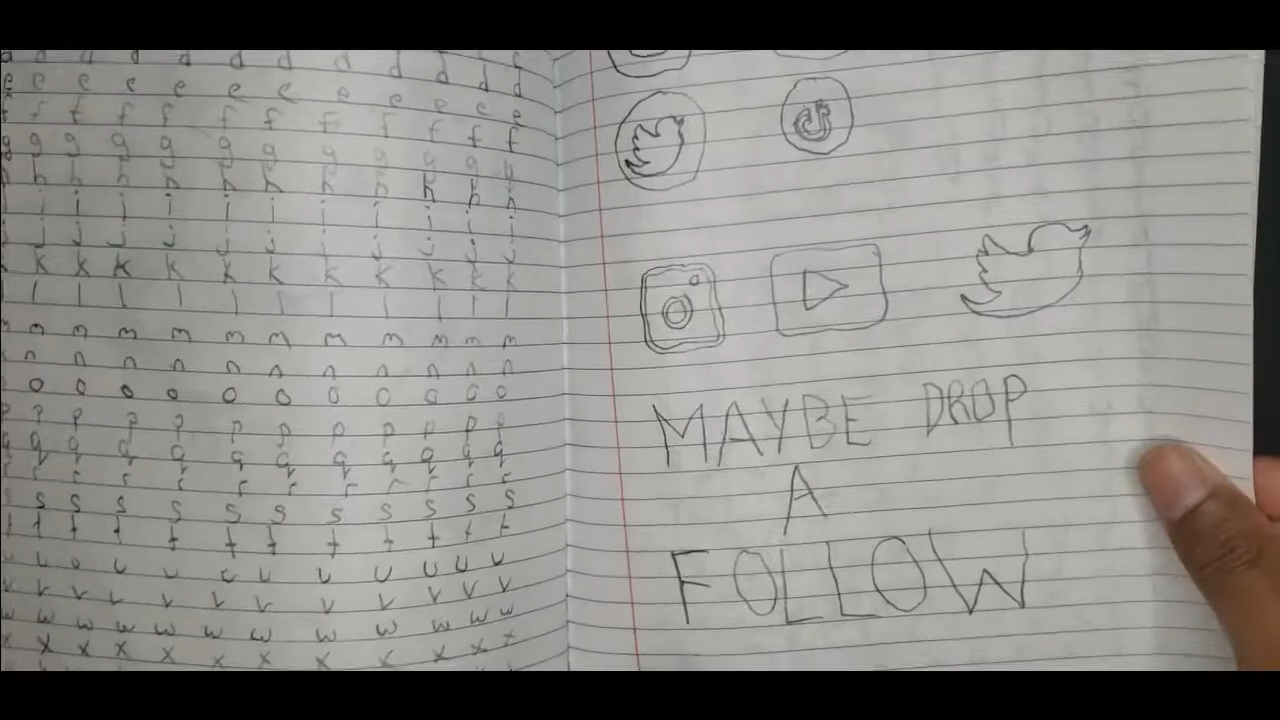 d d d d d d d d d d d d
e e e e e e e e e e e e
f f f f f f f f f f f f
g g g g g g g g g g g g
h h h h h h h h h h h h
i i i i i i i i i i i i
j j j j j j j j j j j j
k k k k k k k k k k k
l l l l l l l l l l l
m m m m m m m m m m m m
n n n n n n n n n n n n
o o o o o o o o o o o
p p p p p p p p p p p p
q q q q q q q q q q q q
r r r r r r r r r r r r
s s s s s s s s s s s
t t t t t t t t t t t t
u u u u u u u u u u u u
v v v v v v v v v v v v
w w w w w w w w w w w w
x x x x x x x x x x x x
MAYBE DROP
A
FOLLOW